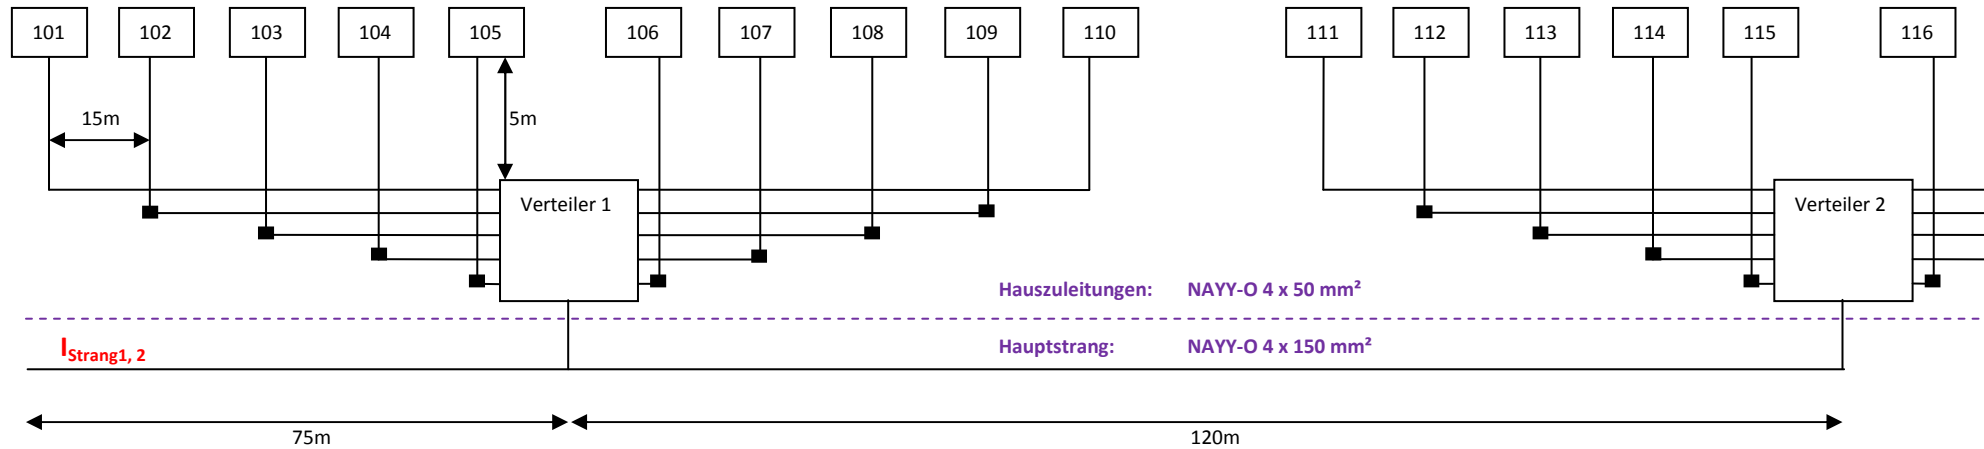 101 102 103 104 105 106 107 108 109 110 111 112 113 114 115 116
15m 5m
Verteiler 1 Verteiler 2
Hauszuleitungen: NAYY-O 4 x 50 mm²
I_Strang1, 2 Hauptstrang: NAYY-O 4 x 150 mm²
75m 120m